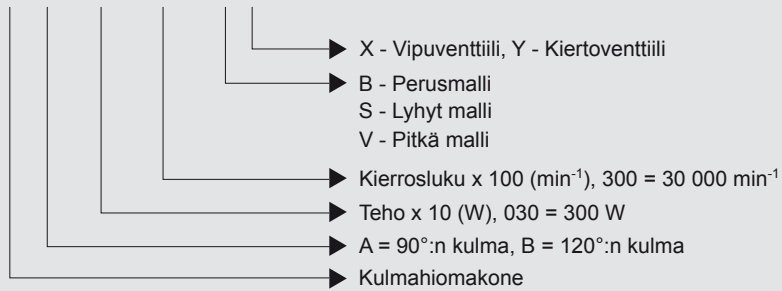 X - Vipuventtiili, Y - Kiertoventtiili
B - Perusmalli
S - Lyhyt malli
V - Pitkä malli
Kierrosluku x 100 (min⁻¹), 300 = 30 000 min⁻¹
Teho x 10 (W), 030 = 300 W
A = 90°:n kulma, B = 120°:n kulma
Kulmahiomakone